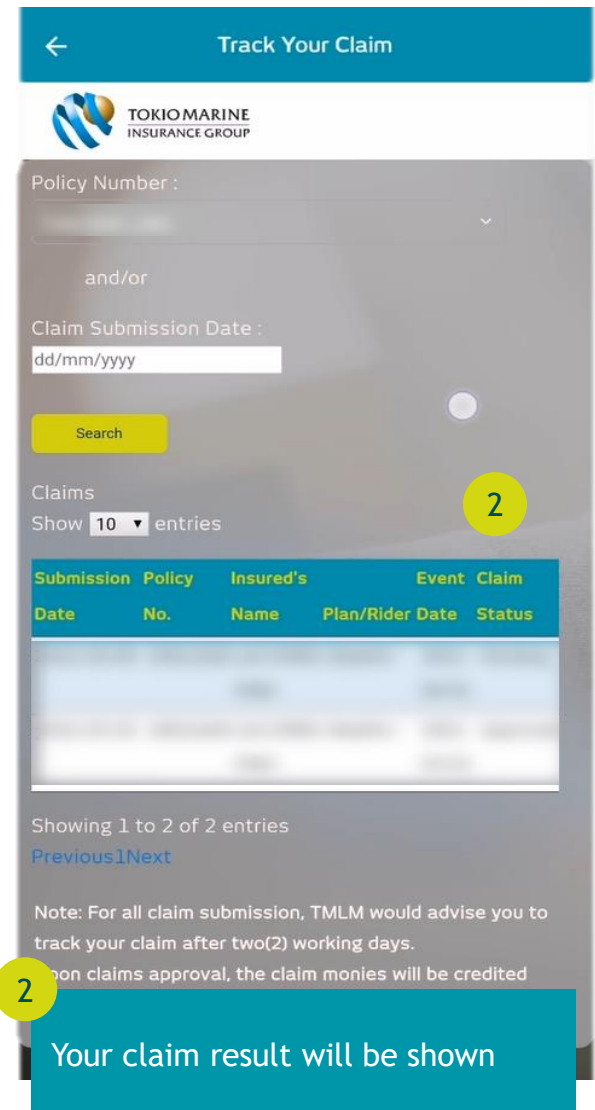 Track Your Claim
TOKIO MARINE
INSURANCE GROUP
Policy Number :
and/or
Claim Submission Date :
dd/mm/yyyy
Search
Claims
Show 10 entries
2
Submission Policy Insured's Event Claim
Date No. Name Plan/Rider Date Status
Showing 1 to 2 of 2 entries
Previous1Next
Note: For all claim submission, TMLM would advise you to
track your claim after two(2) working days.
claims approval, the claim monies will be credited
2
Your claim result will be shown